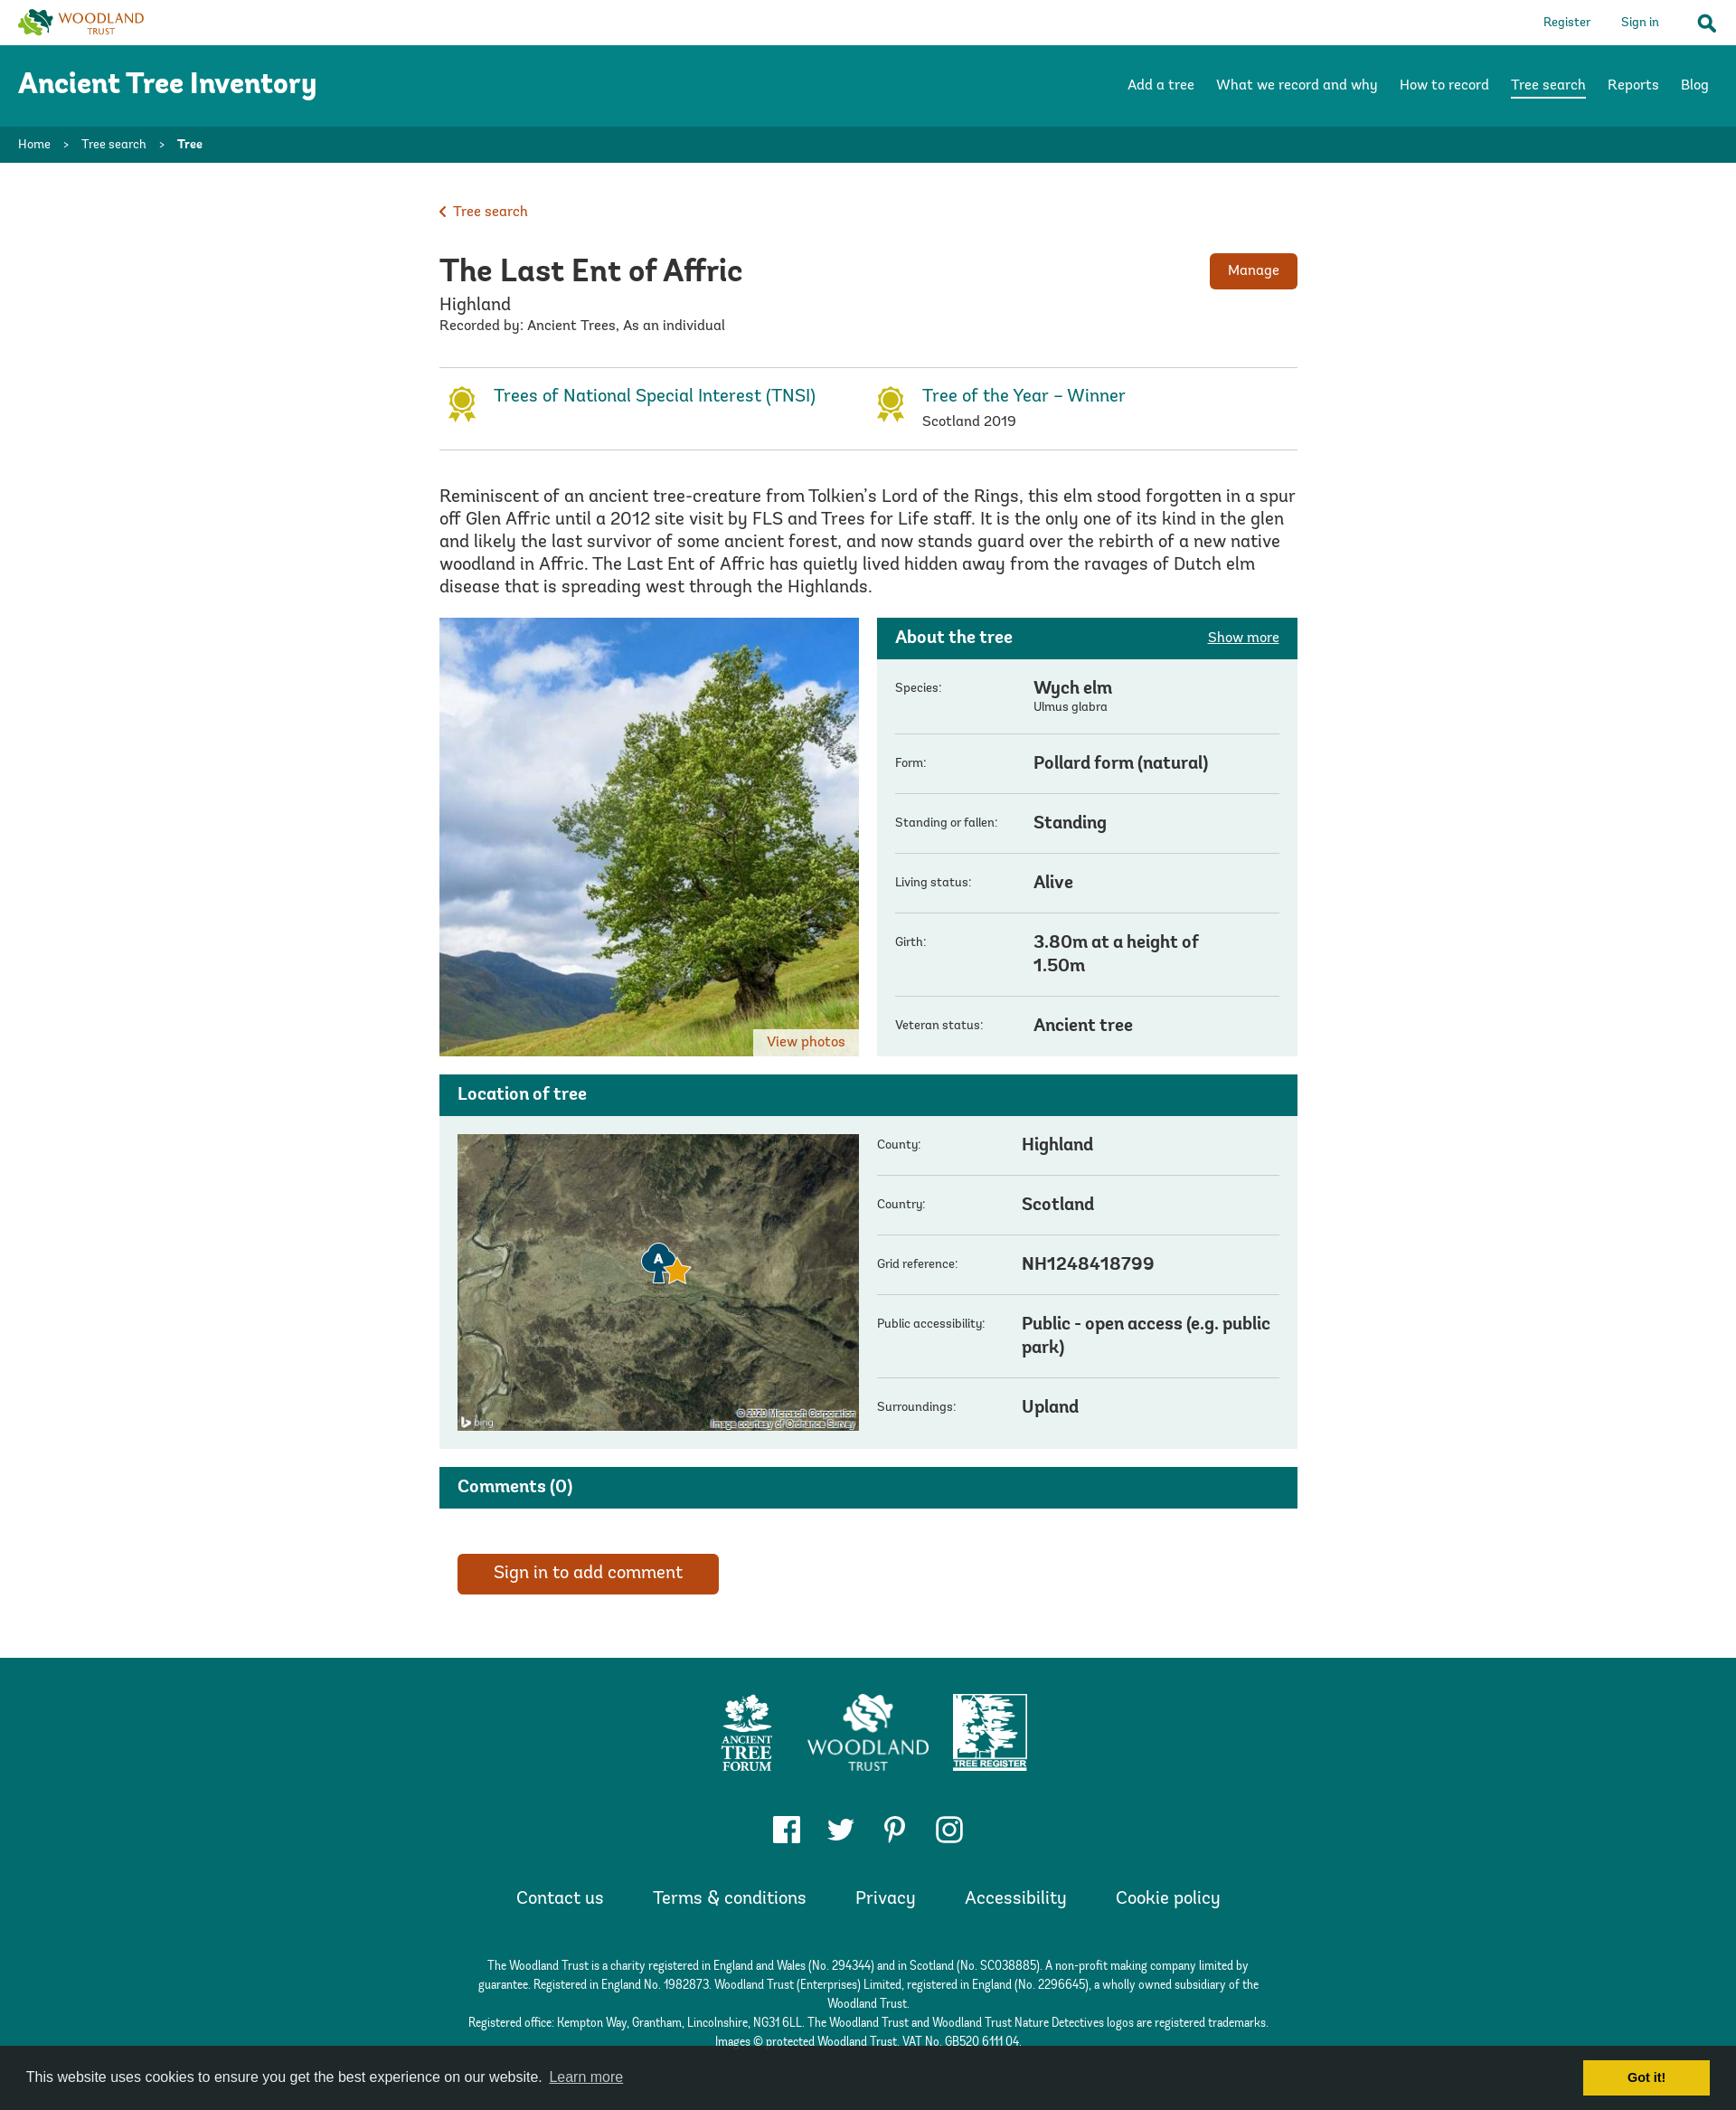 WOODLAND
TRUST
Register Sign in
Ancient Tree Inventory
Add a tree What we record and why How to record Tree search Reports Blog
Home > Tree search > Tree
Tree search
The Last Ent of Affric
Manage
Highland
Recorded by: Ancient Trees, As an individual
Trees of National Special Interest (TNSI)
Tree of the Year – Winner
Scotland 2019
Reminiscent of an ancient tree-creature from Tolkien’s Lord of the Rings, this elm stood forgotten in a spur
off Glen Affric until a 2012 site visit by FLS and Trees for Life staff. It is the only one of its kind in the glen
and likely the last survivor of some ancient forest, and now stands guard over the rebirth of a new native
woodland in Affric. The Last Ent of Affric has quietly lived hidden away from the ravages of Dutch elm
disease that is spreading west through the Highlands.
View photos
About the tree Show more
Species: Wych elm
Ulmus glabra
Form: Pollard form (natural)
Standing or fallen: Standing
Living status: Alive
Girth: 3.80m at a height of
1.50m
Veteran status: Ancient tree
Location of tree
A
bing
© 2020 Microsoft Corporation
Image courtesy of Ordnance Survey
County: Highland
Country: Scotland
Grid reference: NH1248418799
Public accessibility: Public - open access (e.g. public
park)
Surroundings: Upland
Comments (0)
Sign in to add comment
ANCIENT
TREE
FORUM
WOODLAND
TRUST
TREE REGISTER
Contact us Terms & conditions Privacy Accessibility Cookie policy
The Woodland Trust is a charity registered in England and Wales (No. 294344) and in Scotland (No. SC038885). A non-profit making company limited by
guarantee. Registered in England No. 1982873. Woodland Trust (Enterprises) Limited, registered in England (No. 2296645), a wholly owned subsidiary of the
Woodland Trust.
Registered office: Kempton Way, Grantham, Lincolnshire, NG31 6LL. The Woodland Trust and Woodland Trust Nature Detectives logos are registered trademarks.
Images © protected Woodland Trust. VAT No. GB520 6111 04.
This website uses cookies to ensure you get the best experience on our website. Learn more
Got it!